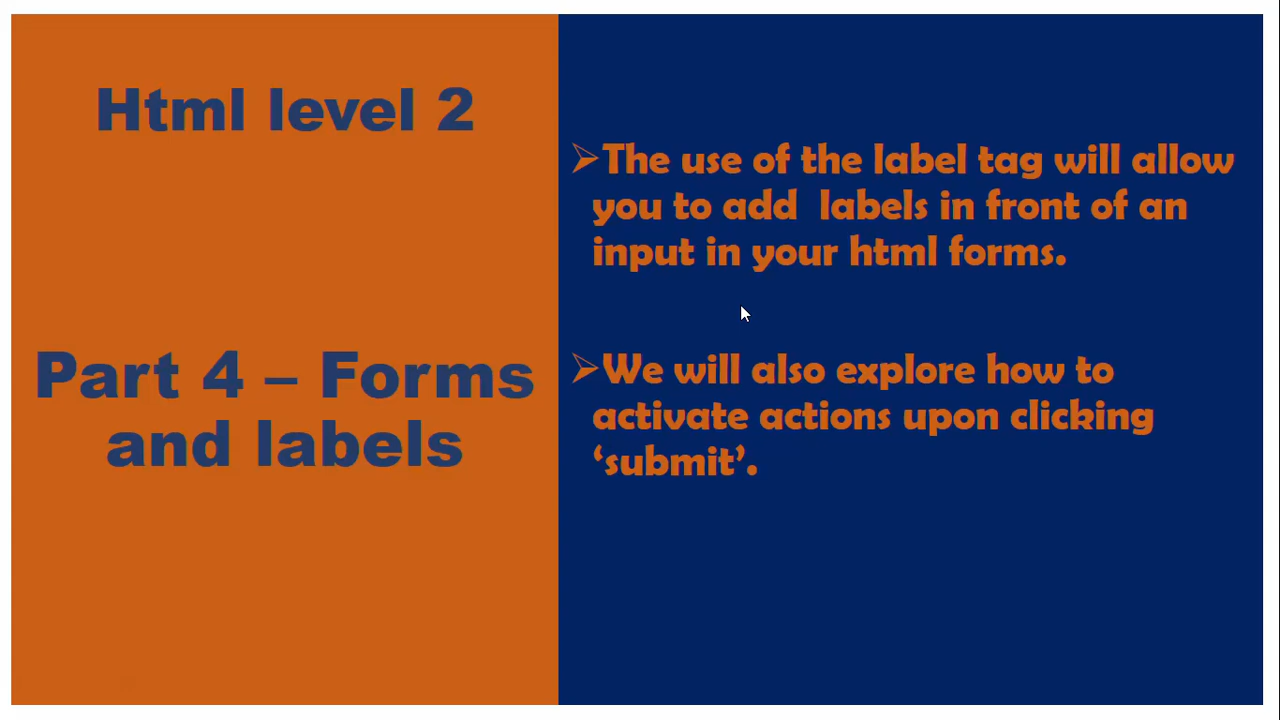 Html level 2
Part 4 – Forms
and labels
➢The use of the label tag will allow
you to add  labels in front of an
input in your html forms.
➢We will also explore how to
activate actions upon clicking
‘submit’.